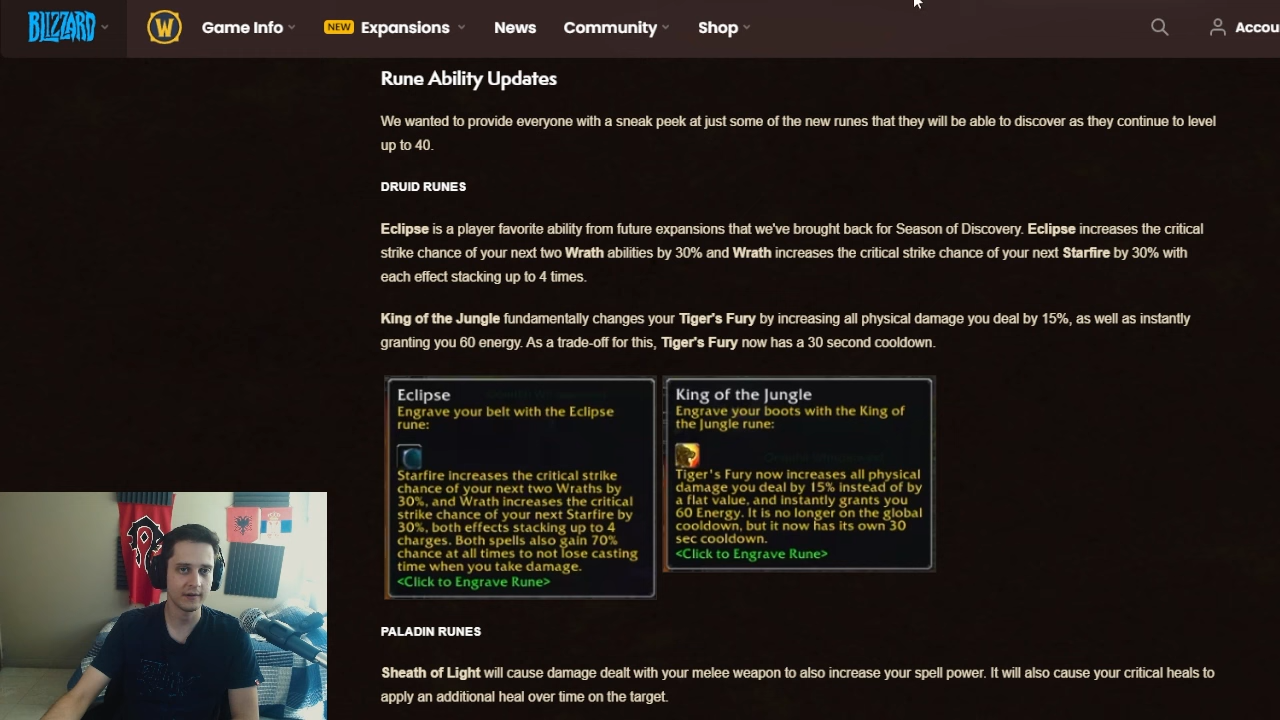 BLIZZARD
W
Game Info
NEW Expansions
News
Community
Shop
Accou
Rune Ability Updates
We wanted to provide everyone with a sneak peek at just some of the new runes that they will be able to discover as they continue to level
up to 40.
DRUID RUNES
Eclipse is a player favorite ability from future expansions that we've brought back for Season of Discovery. Eclipse increases the critical
strike chance of your next two Wrath abilities by 30% and Wrath increases the critical strike chance of your next Starfire by 30% with
each effect stacking up to 4 times.
King of the Jungle fundamentally changes your Tiger's Fury by increasing all physical damage you deal by 15%, as well as instantly
granting you 60 energy. As a trade-off for this, Tiger's Fury now has a 30 second cooldown.
Eclipse
Engrave your belt with the Eclipse
rune:
Starfire increases the critical strike
chance of your next two Wraths by
30%, and Wrath increases the critical
strike chance of your next Starfire by
30%, both effects stacking up to 4
charges. Both spells also gain 70%
chance at all times to not lose casting
time when you take damage.
<Click to Engrave Rune>
King of the Jungle
Engrave your boots with the King of
the Jungle rune:
Tiger's Fury now increases all physical
damage you deal by 15% instead of by
a flat value, and instantly grants you
60 Energy. It is no longer on the global
cooldown, but it now has its own 30
sec cooldown.
<Click to Engrave Rune>
PALADIN RUNES
Sheath of Light will cause damage dealt with your melee weapon to also increase your spell power. It will also cause your critical heals to
apply an additional heal over time on the target.